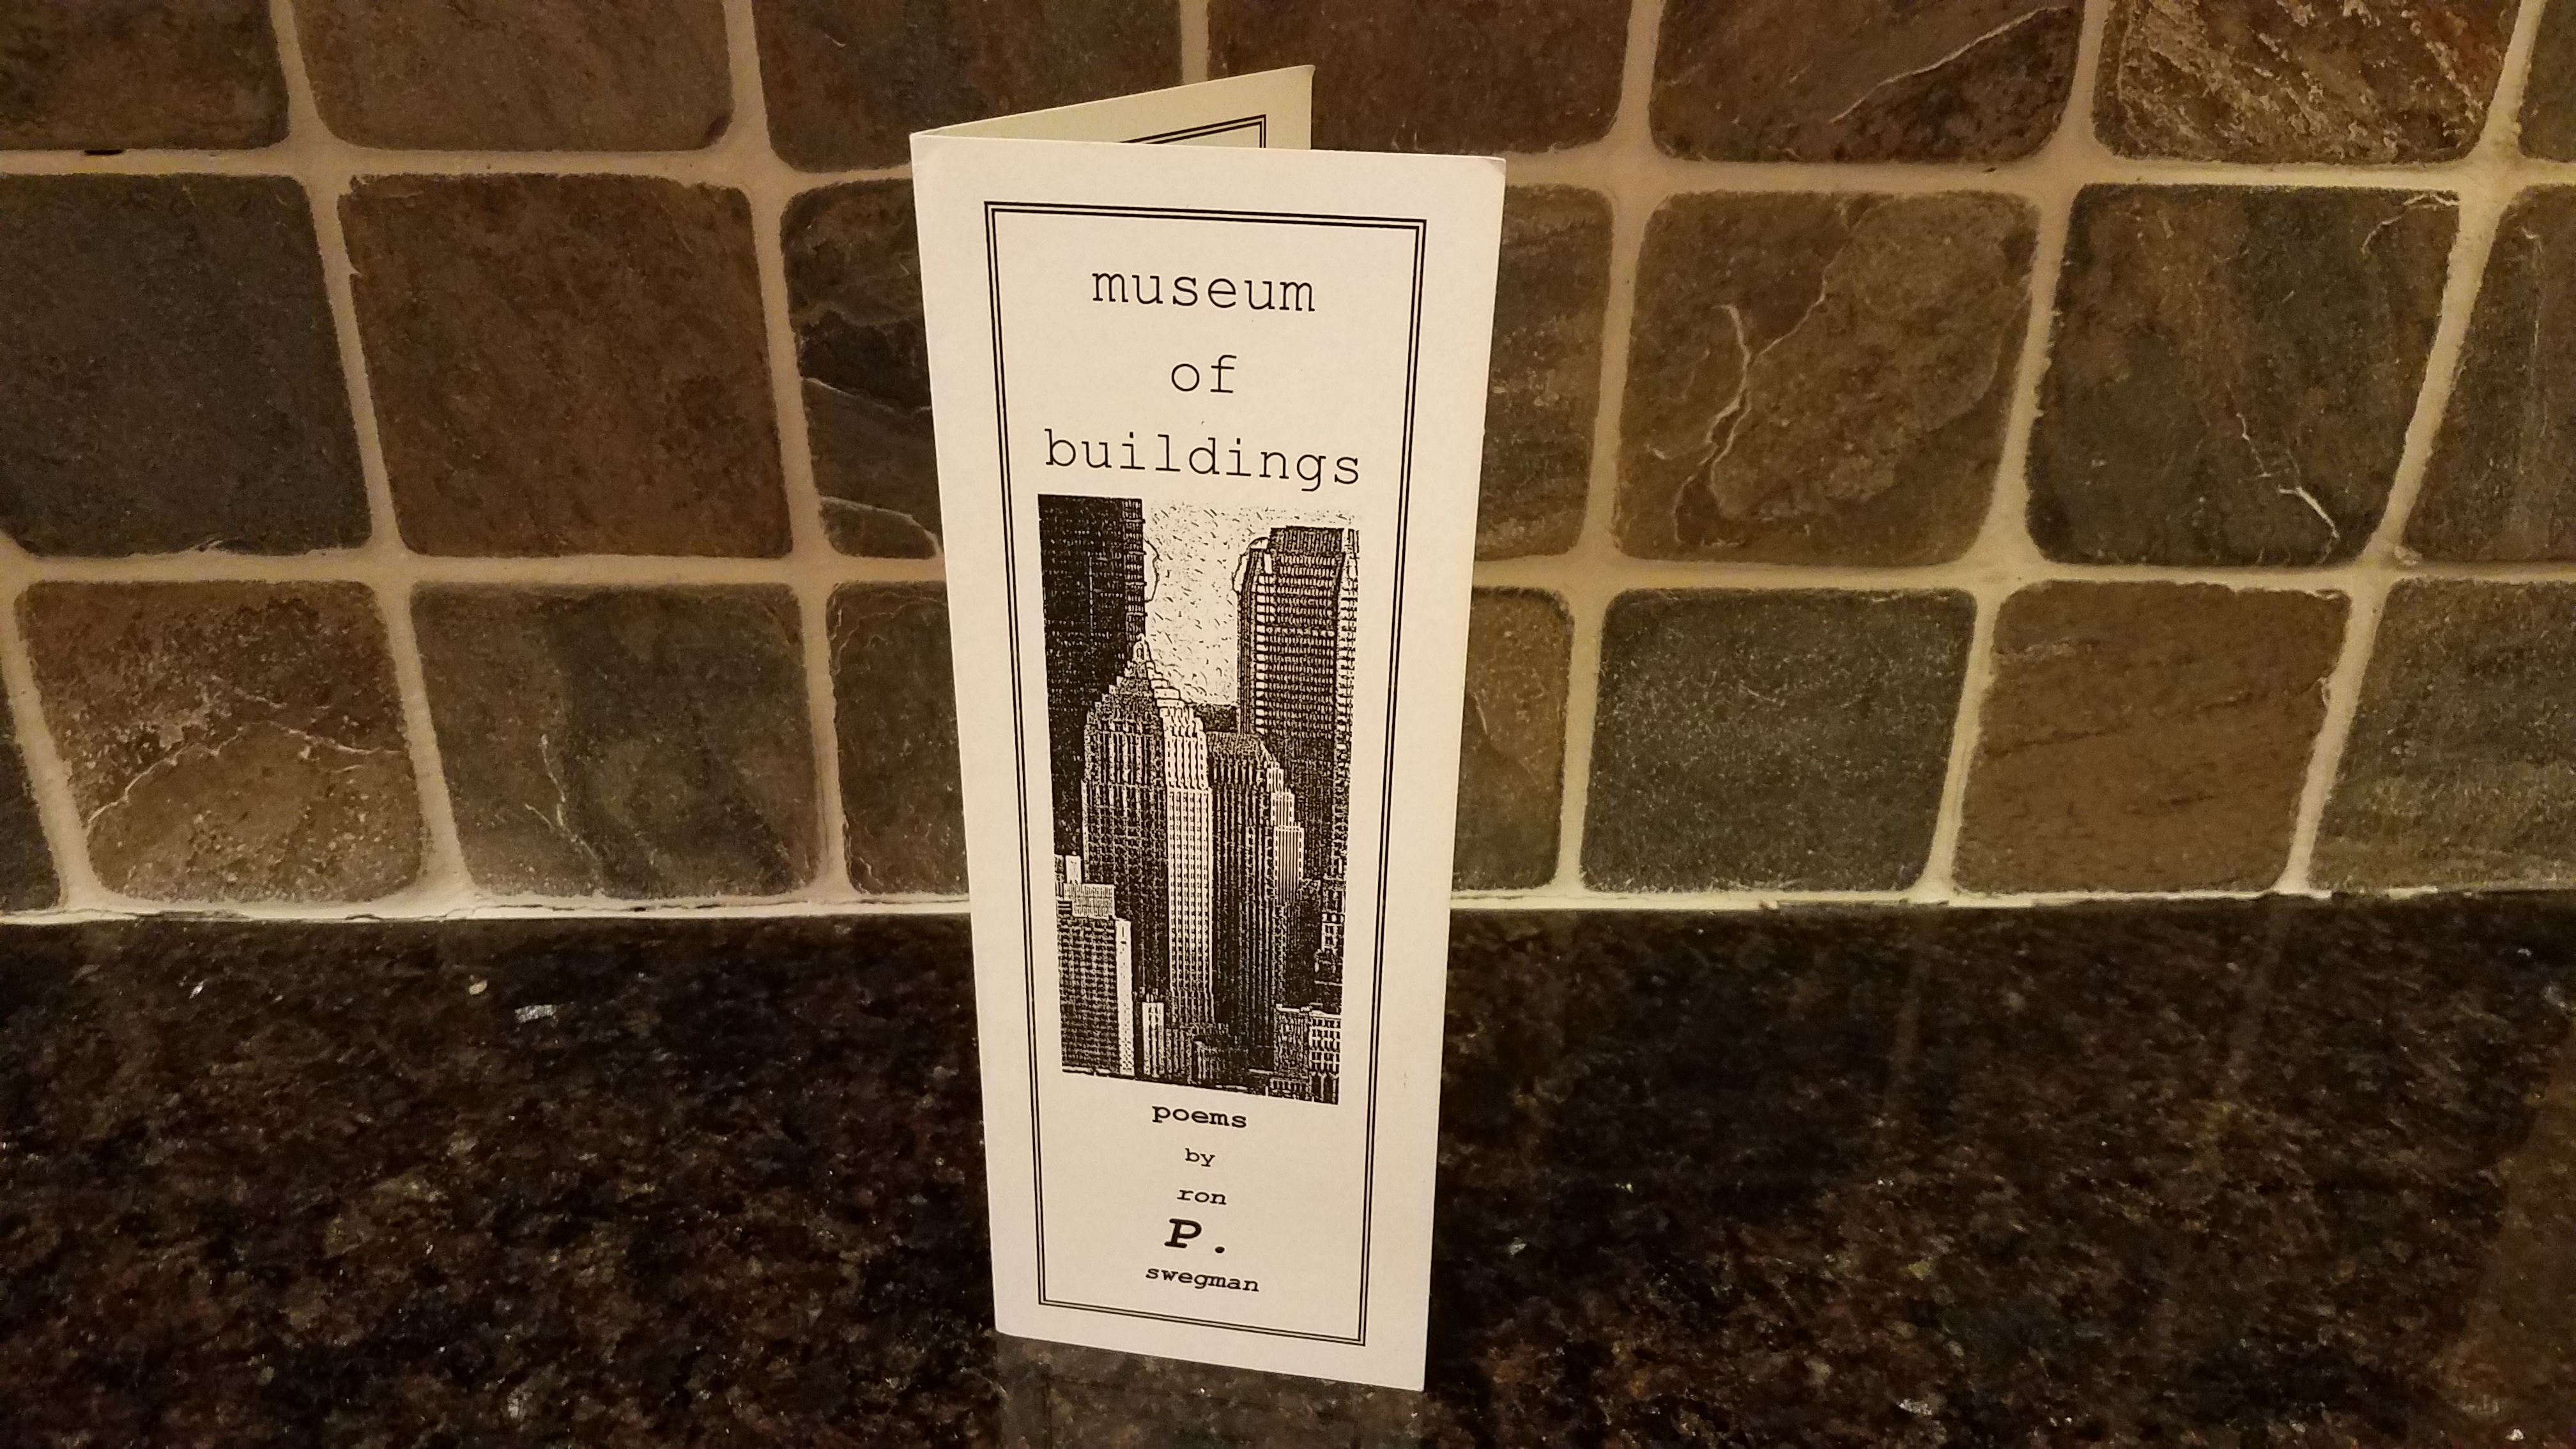 museum
of
buildings
poems
by
ron
P.
swegman